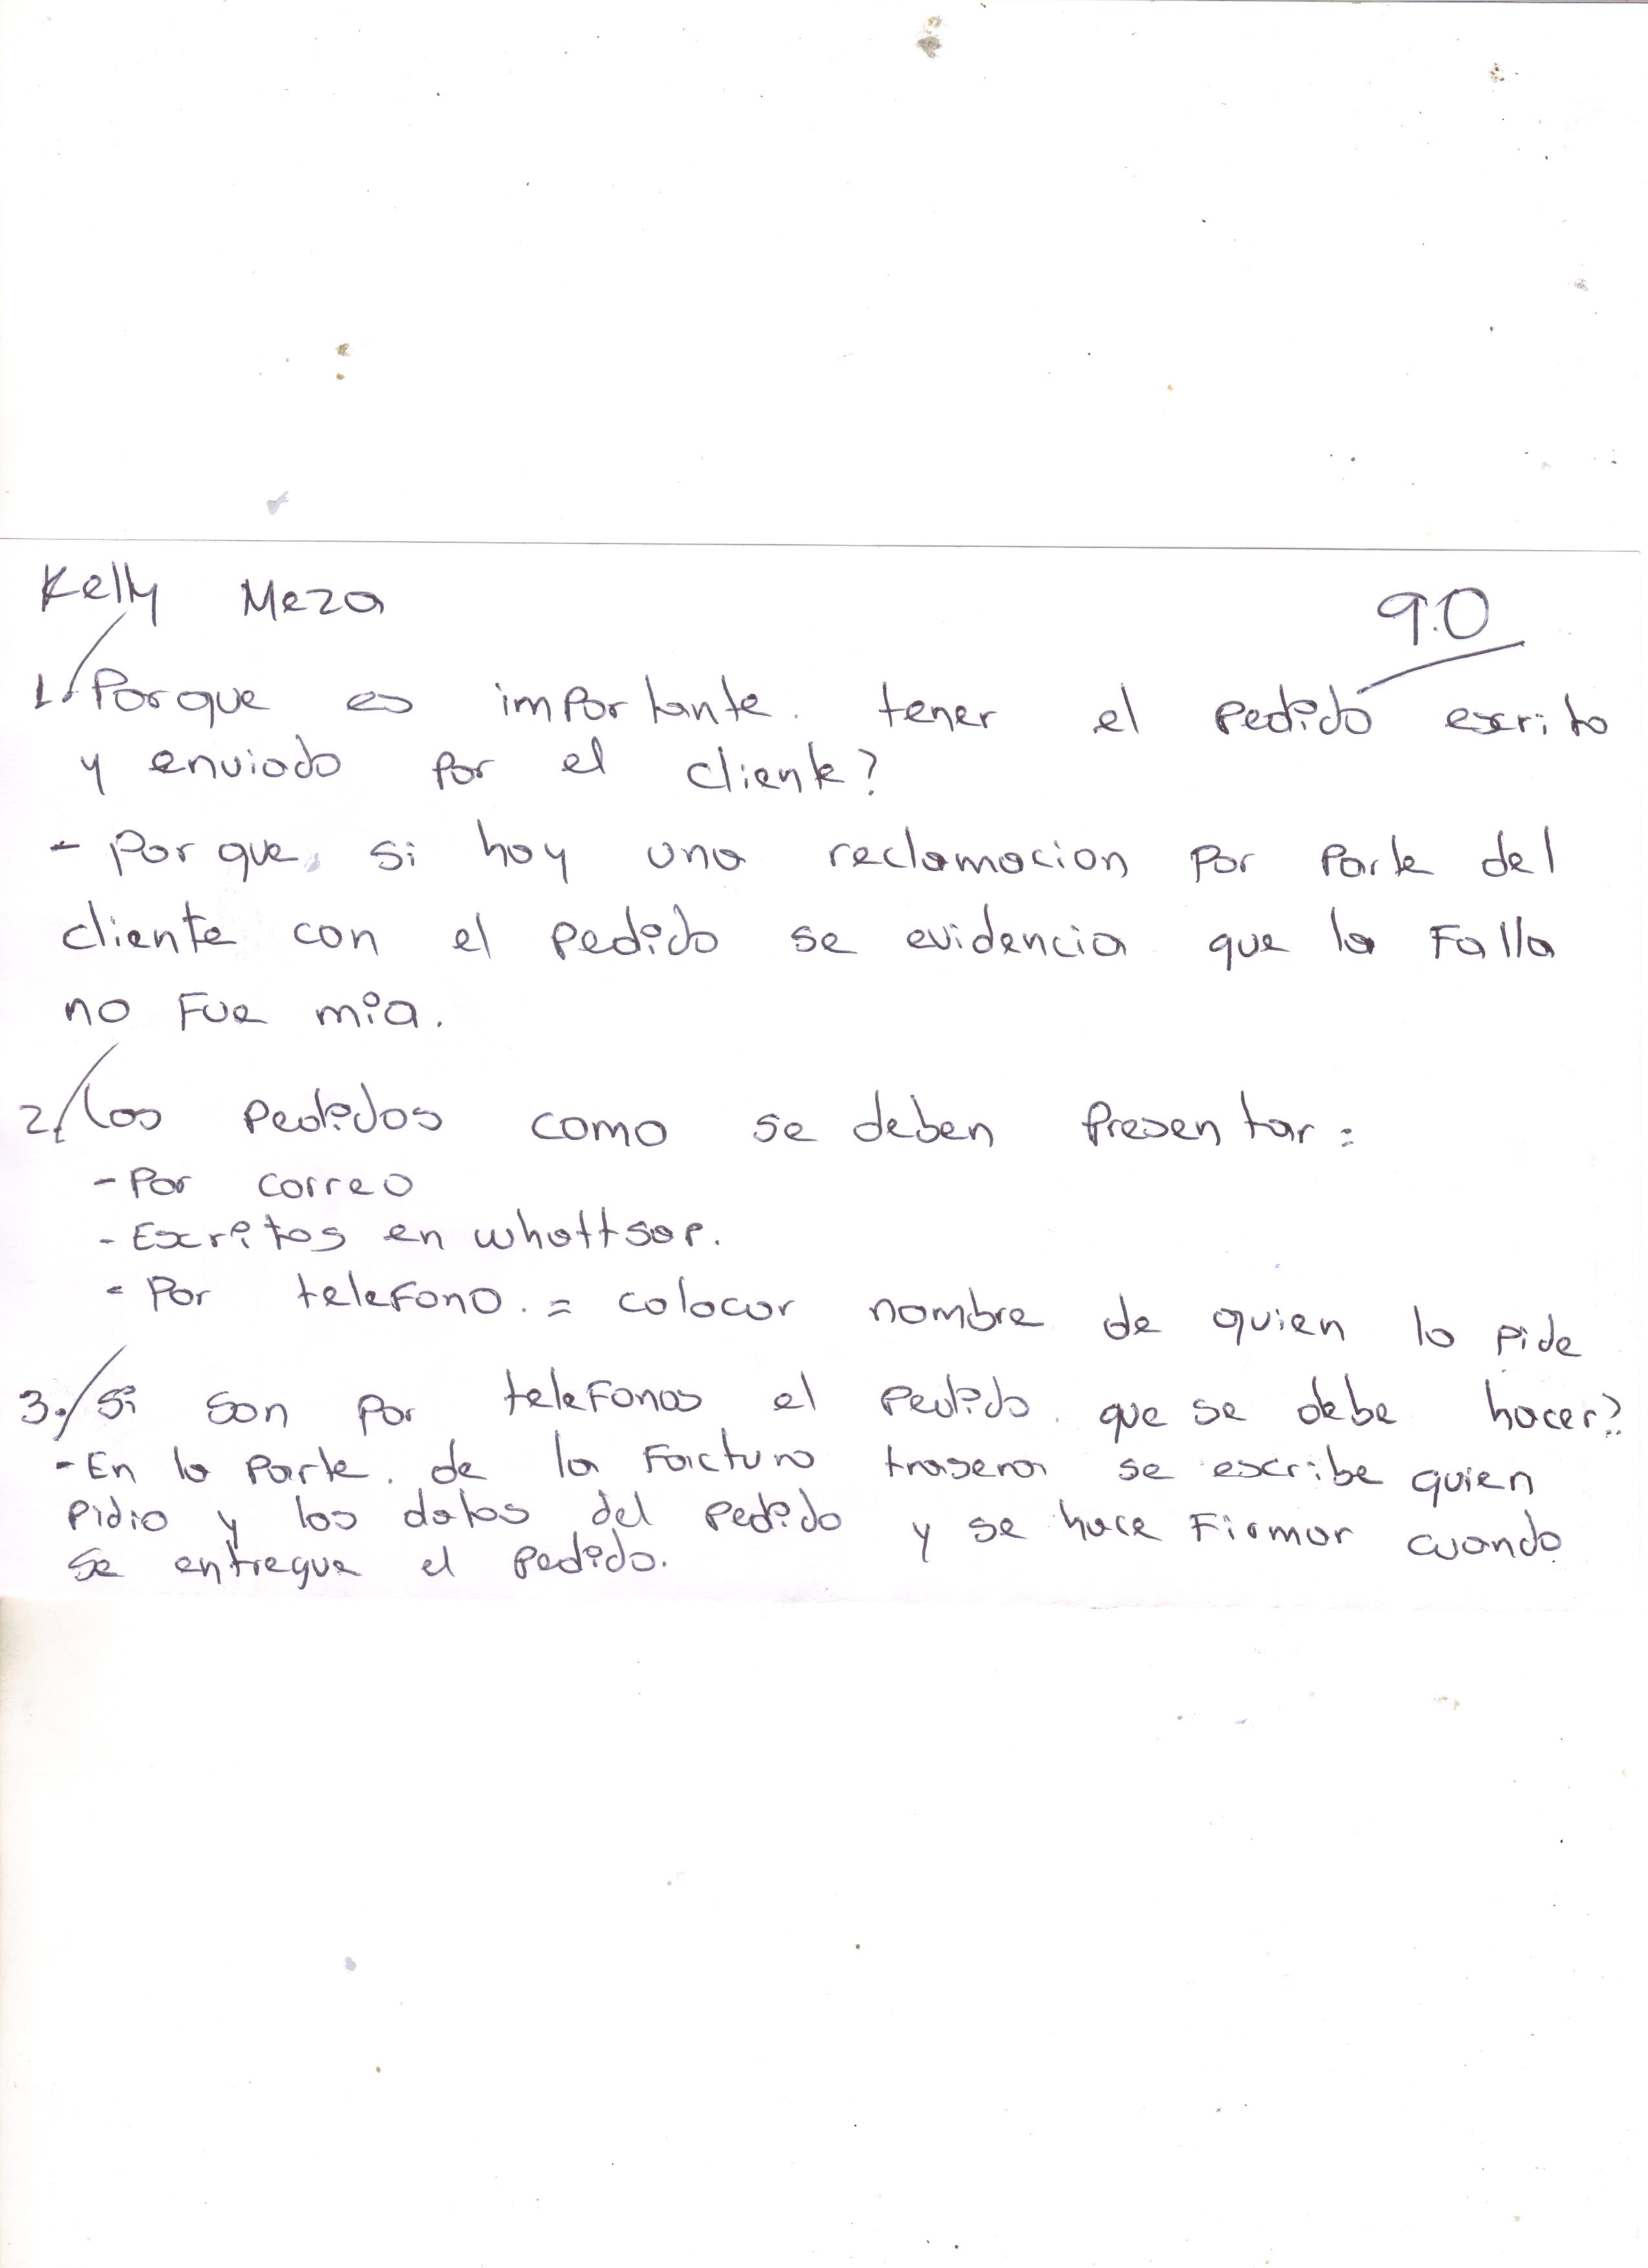 Kelly Meza
9.0
1. Porque es importante. tener el pedido escrito
y enviado por el cliente?
- Porque, si hay una reclamacion por parte del
cliente con el pedido se evidencia que la Falla
no Fue mia.
2. Los pedidos como se deben presentar:
- Por correo
- Escritos en whattsap.
- Por teleFono. = colocar nombre de quien lo pide
3. Si son por teleFonos el pedido. que se debe hacer?
- En la parte. de la Factura trasera se escribe quien
pidio y los datos del pedido y se hace Firmar cuando
se entregue el pedido.